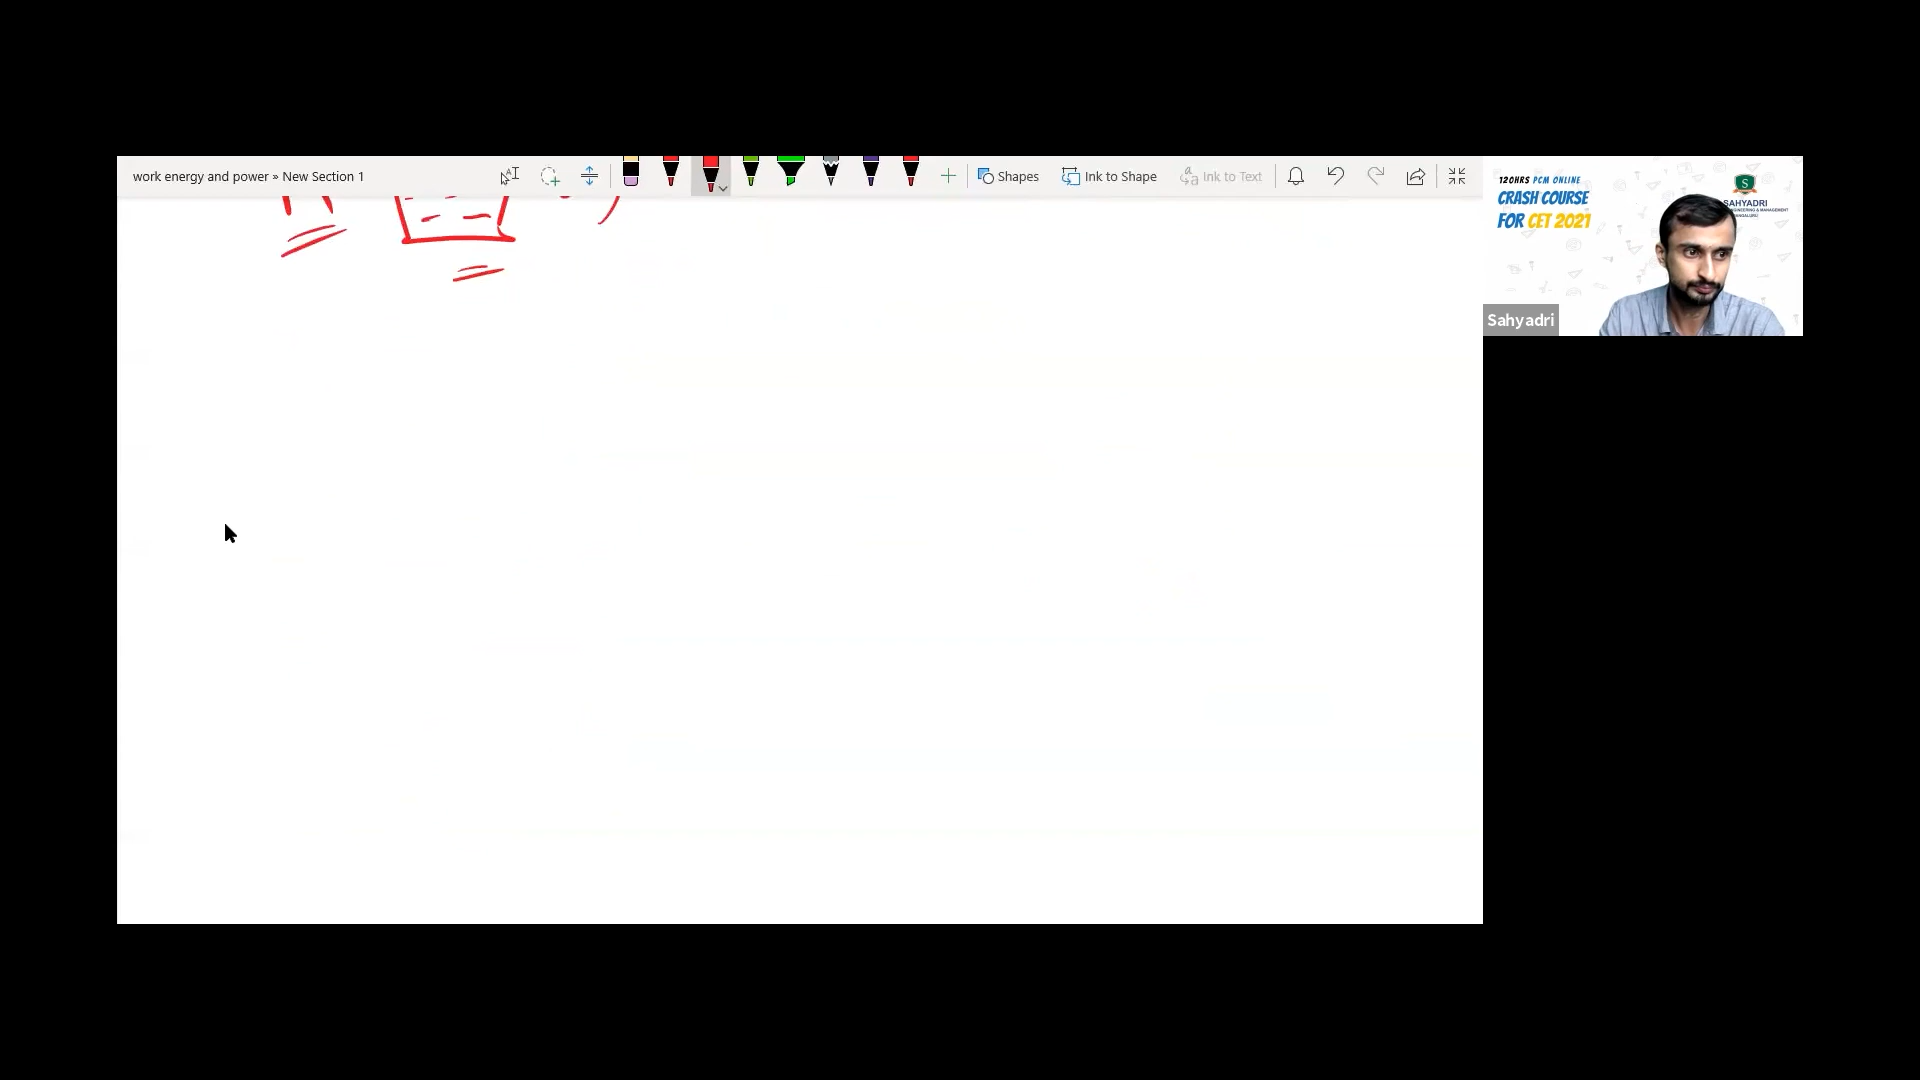 work energy and power » New Section 1
Shapes
Ink to Shape
Ink to Text
120HRS PCM ONLINE
CRASH COURSE
FOR CET 2021
S
SAHYADRI
Sahyadri